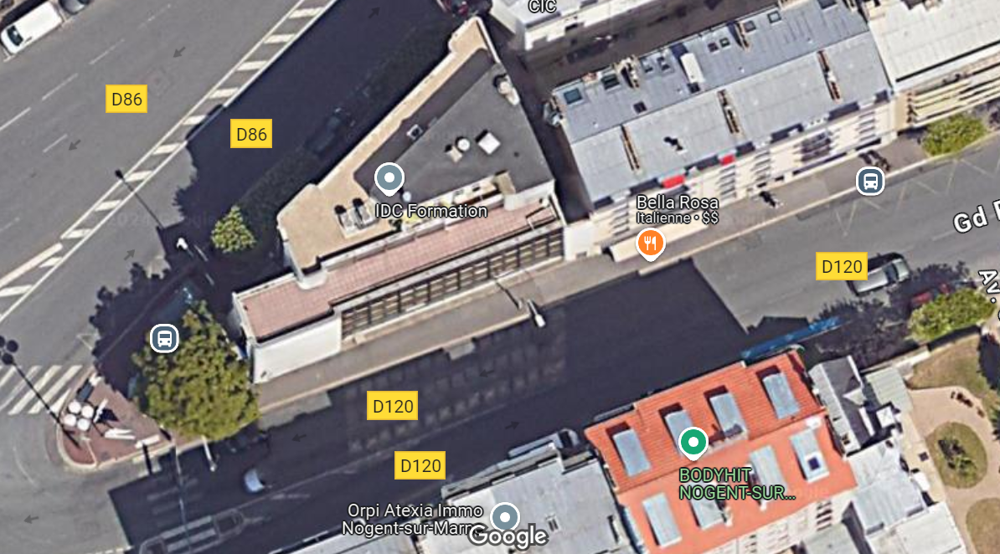 CIC
D86
D86
IDC Formation
Bella Rosa
Italienne • $$
Gd
D120
Av.
D120
D120
BODYHIT
NOGENT-SUR...
Orpi Atexia Immo
Nogent-sur-Marne
Google